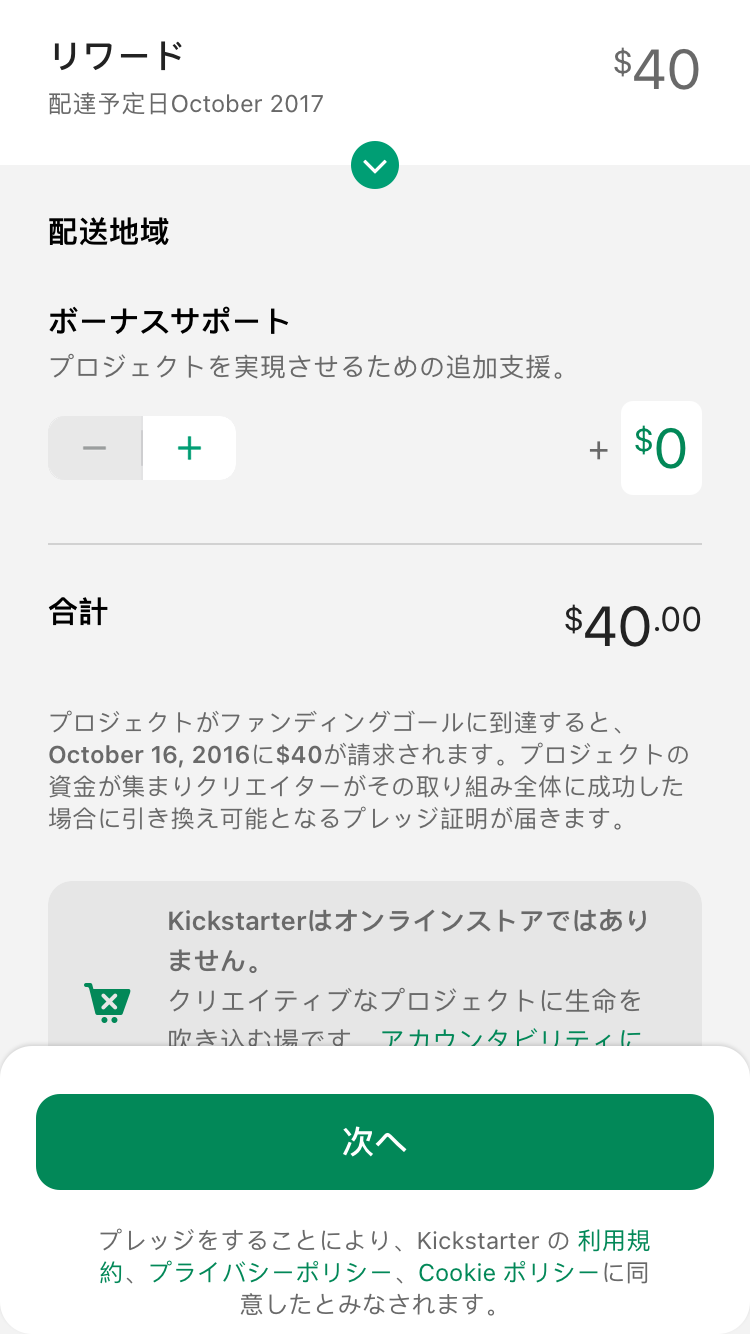 リワード
$40
配達予定日October 2017
配送地域
ボーナスサポート
プロジェクトを実現させるための追加支援。
− + + $0
合計
$40.00
プロジェクトがファンディングゴールに到達すると、
October 16, 2016に$40が請求されます。プロジェクトの
資金が集まりクリエイターがその取り組み全体に成功した
場合に引き換え可能となるプレッジ証明が届きます。
Kickstarterはオンラインストアではあり
ません。
クリエイティブなプロジェクトに生命を
吹き込む場です。アカウンタビリティに
次へ
プレッジをすることにより、Kickstarter の 利用規
約、プライバシーポリシー、Cookie ポリシーに同
意したとみなされます。